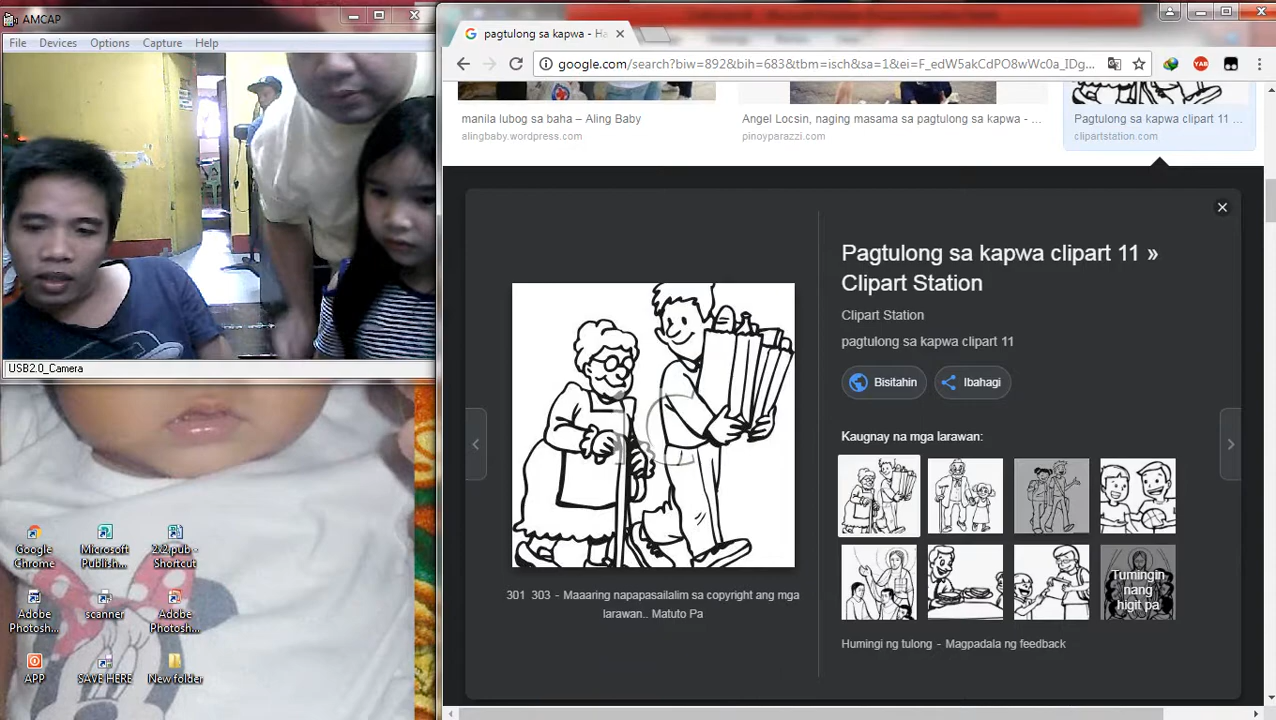 AMCAP
File Devices Options Capture Help
USB2.0_Camera
Google Chrome
Microsoft Publish...
2x2.pub - Shortcut
Adobe Photosh...
scanner
Adobe Photosh...
APP
SAVE HERE
New folder
pagtulong sa kapwa - Ha
google.com/search?biw=892&bih=683&tbm=isch&sa=1&ei=F_edW5akCdPO8wWc0a_IDg...
YAB
manila lubog sa baha – Aling Baby
alingbaby.wordpress.com
Angel Locsin, naging masama sa pagtulong sa kapwa - ...
pinoyparazzi.com
Pagtulong sa kapwa clipart 11 ...
clipartstation.com
301 303 - Maaaring napapasailalim sa copyright ang mga
larawan.. Matuto Pa
Pagtulong sa kapwa clipart 11 »
Clipart Station
Clipart Station
pagtulong sa kapwa clipart 11
Bisitahin Ibahagi
Kaugnay na mga larawan:
Tumingin
nang
higit pa
Humingi ng tulong - Magpadala ng feedback